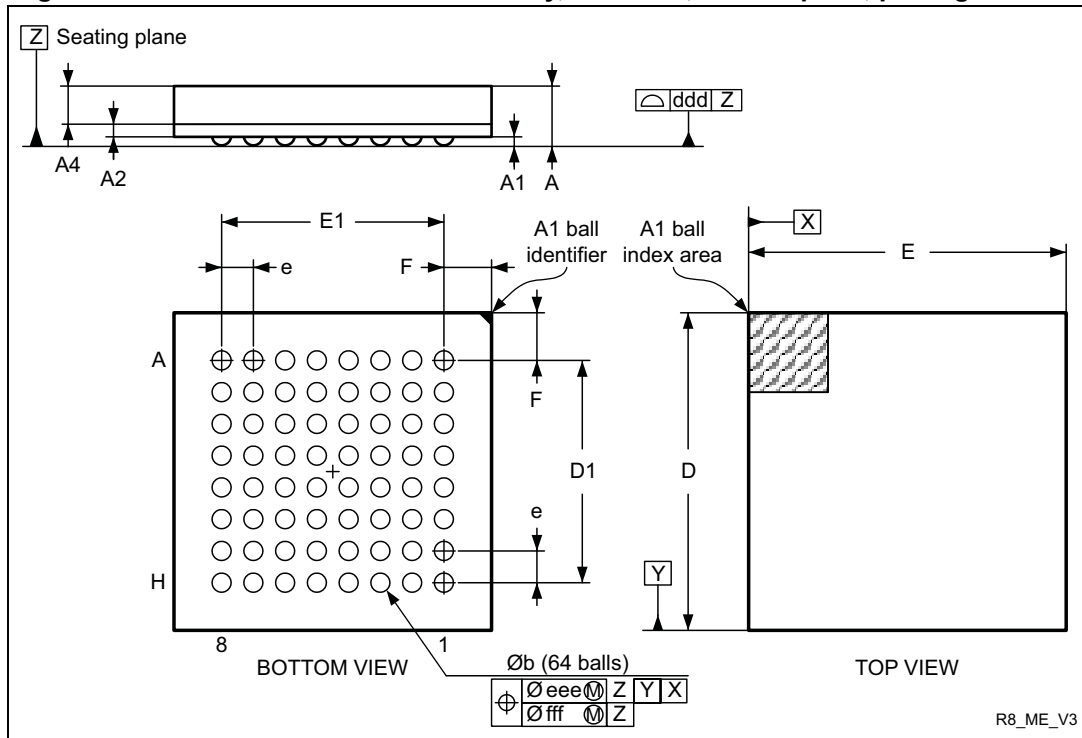 Z Seating plane
ddd Z
A4
A2
A1
A
E1
e
F
A1 ball
identifier
A1 ball
index area
X
E
A
F
D1
D
e
H
Y
8
1
BOTTOM VIEW
Øb (64 balls)
TOP VIEW
Ø eee Ⓜ Z Y X
Ø fff Ⓜ Z
R8_ME_V3